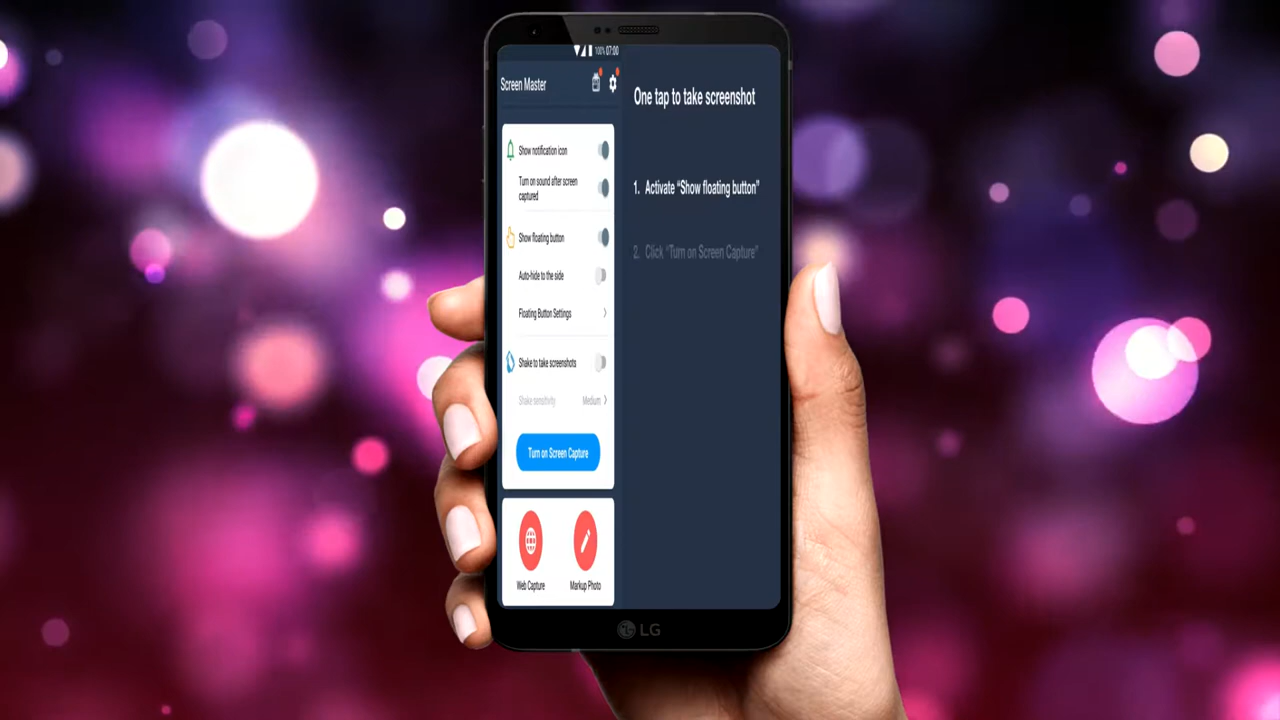 100% 07:00
Screen Master
Show notification icon
Turn on sound after screen
captured
Show floating button
Auto-hide to the side
Floating Button Settings
Shake to take screenshots
Shake sensitivity Medium
Turn on Screen Capture
Web Capture Markup Photo
One tap to take screenshot
1. Activate “Show floating button”
2. Click “Turn on Screen Capture”
LG